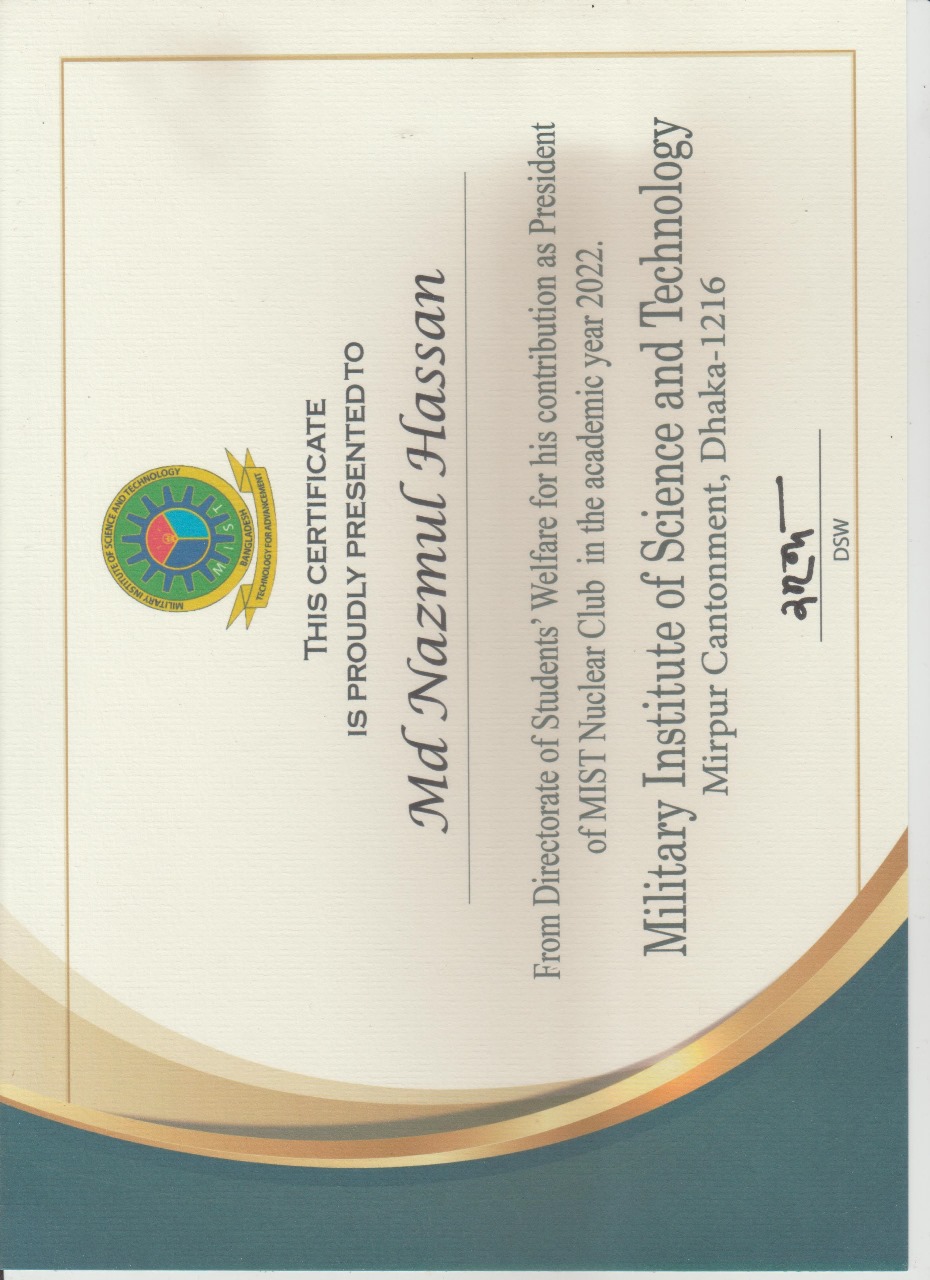 MILITARY INSTITUTE OF SCIENCE AND TECHNOLOGY
MIST
BANGLADESH
TECHNOLOGY FOR ADVANCEMENT
THIS CERTIFICATE
IS PROUDLY PRESENTED TO
Md Nazmul Hassan
From Directorate of Students’ Welfare for his contribution as President
of MIST Nuclear Club in the academic year 2022.
Military Institute of Science and Technology
Mirpur Cantonment, Dhaka-1216
DSW